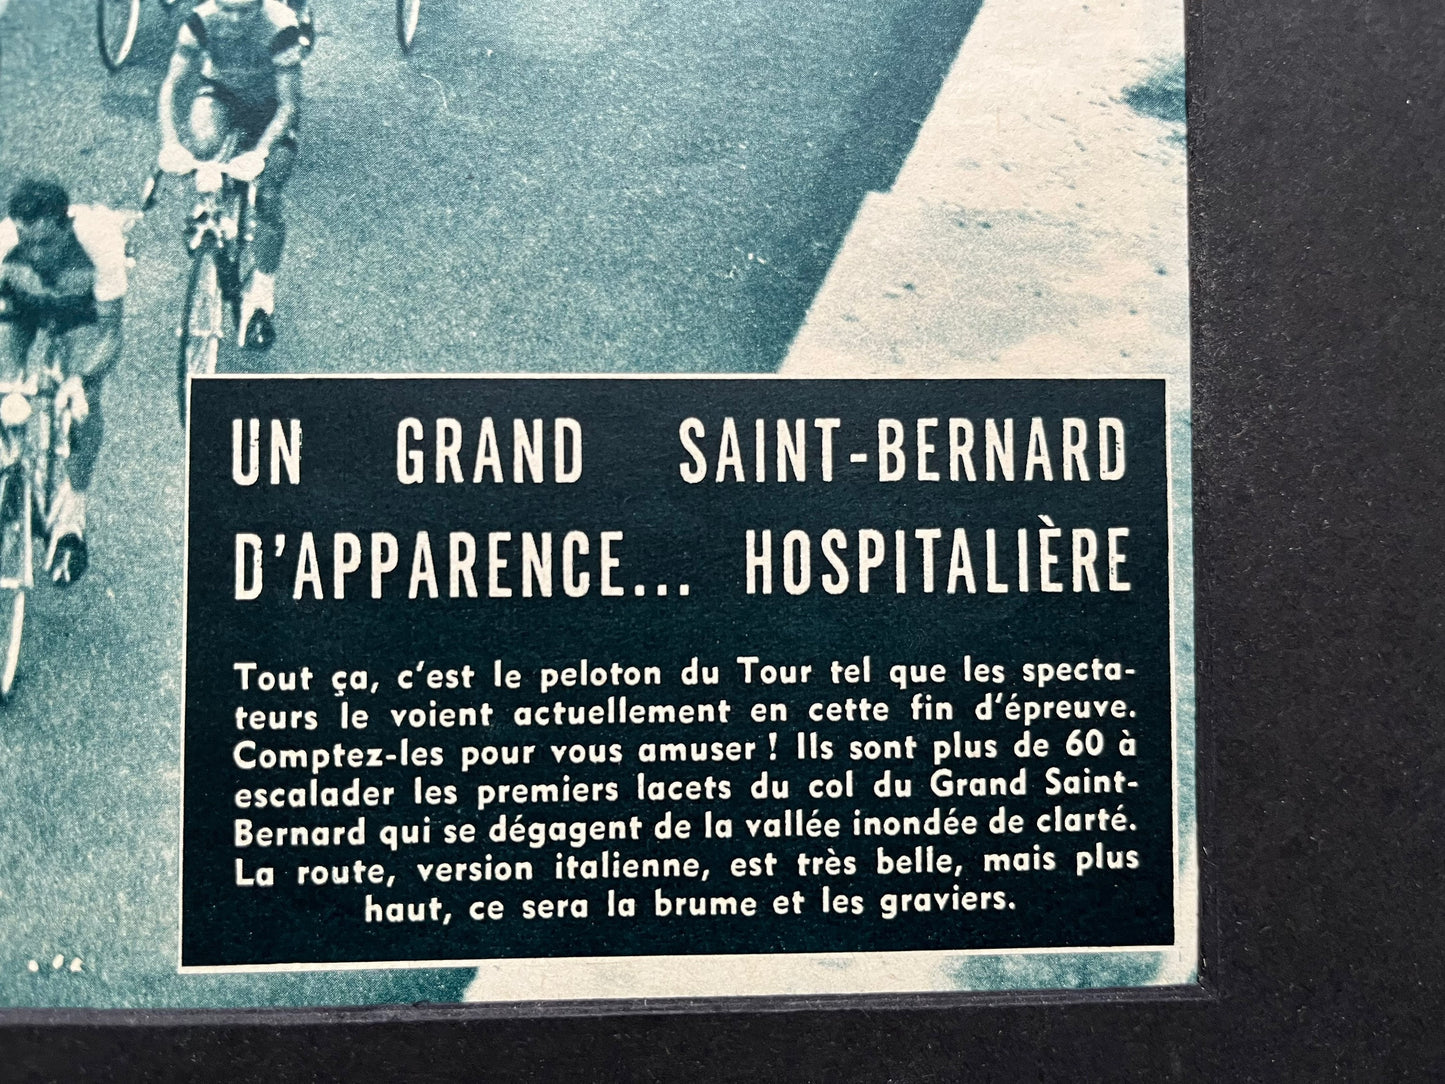 UN GRAND SAINT-BERNARD
D'APPARENCE... HOSPITALIÈRE
Tout ça, c'est le peloton du Tour tel que les specta-
teurs le voient actuellement en cette fin d'épreuve.
Comptez-les pour vous amuser ! Ils sont plus de 60 à
escalader les premiers lacets du col du Grand Saint-
Bernard qui se dégagent de la vallée inondée de clarté.
La route, version italienne, est très belle, mais plus
haut, ce sera la brume et les graviers.